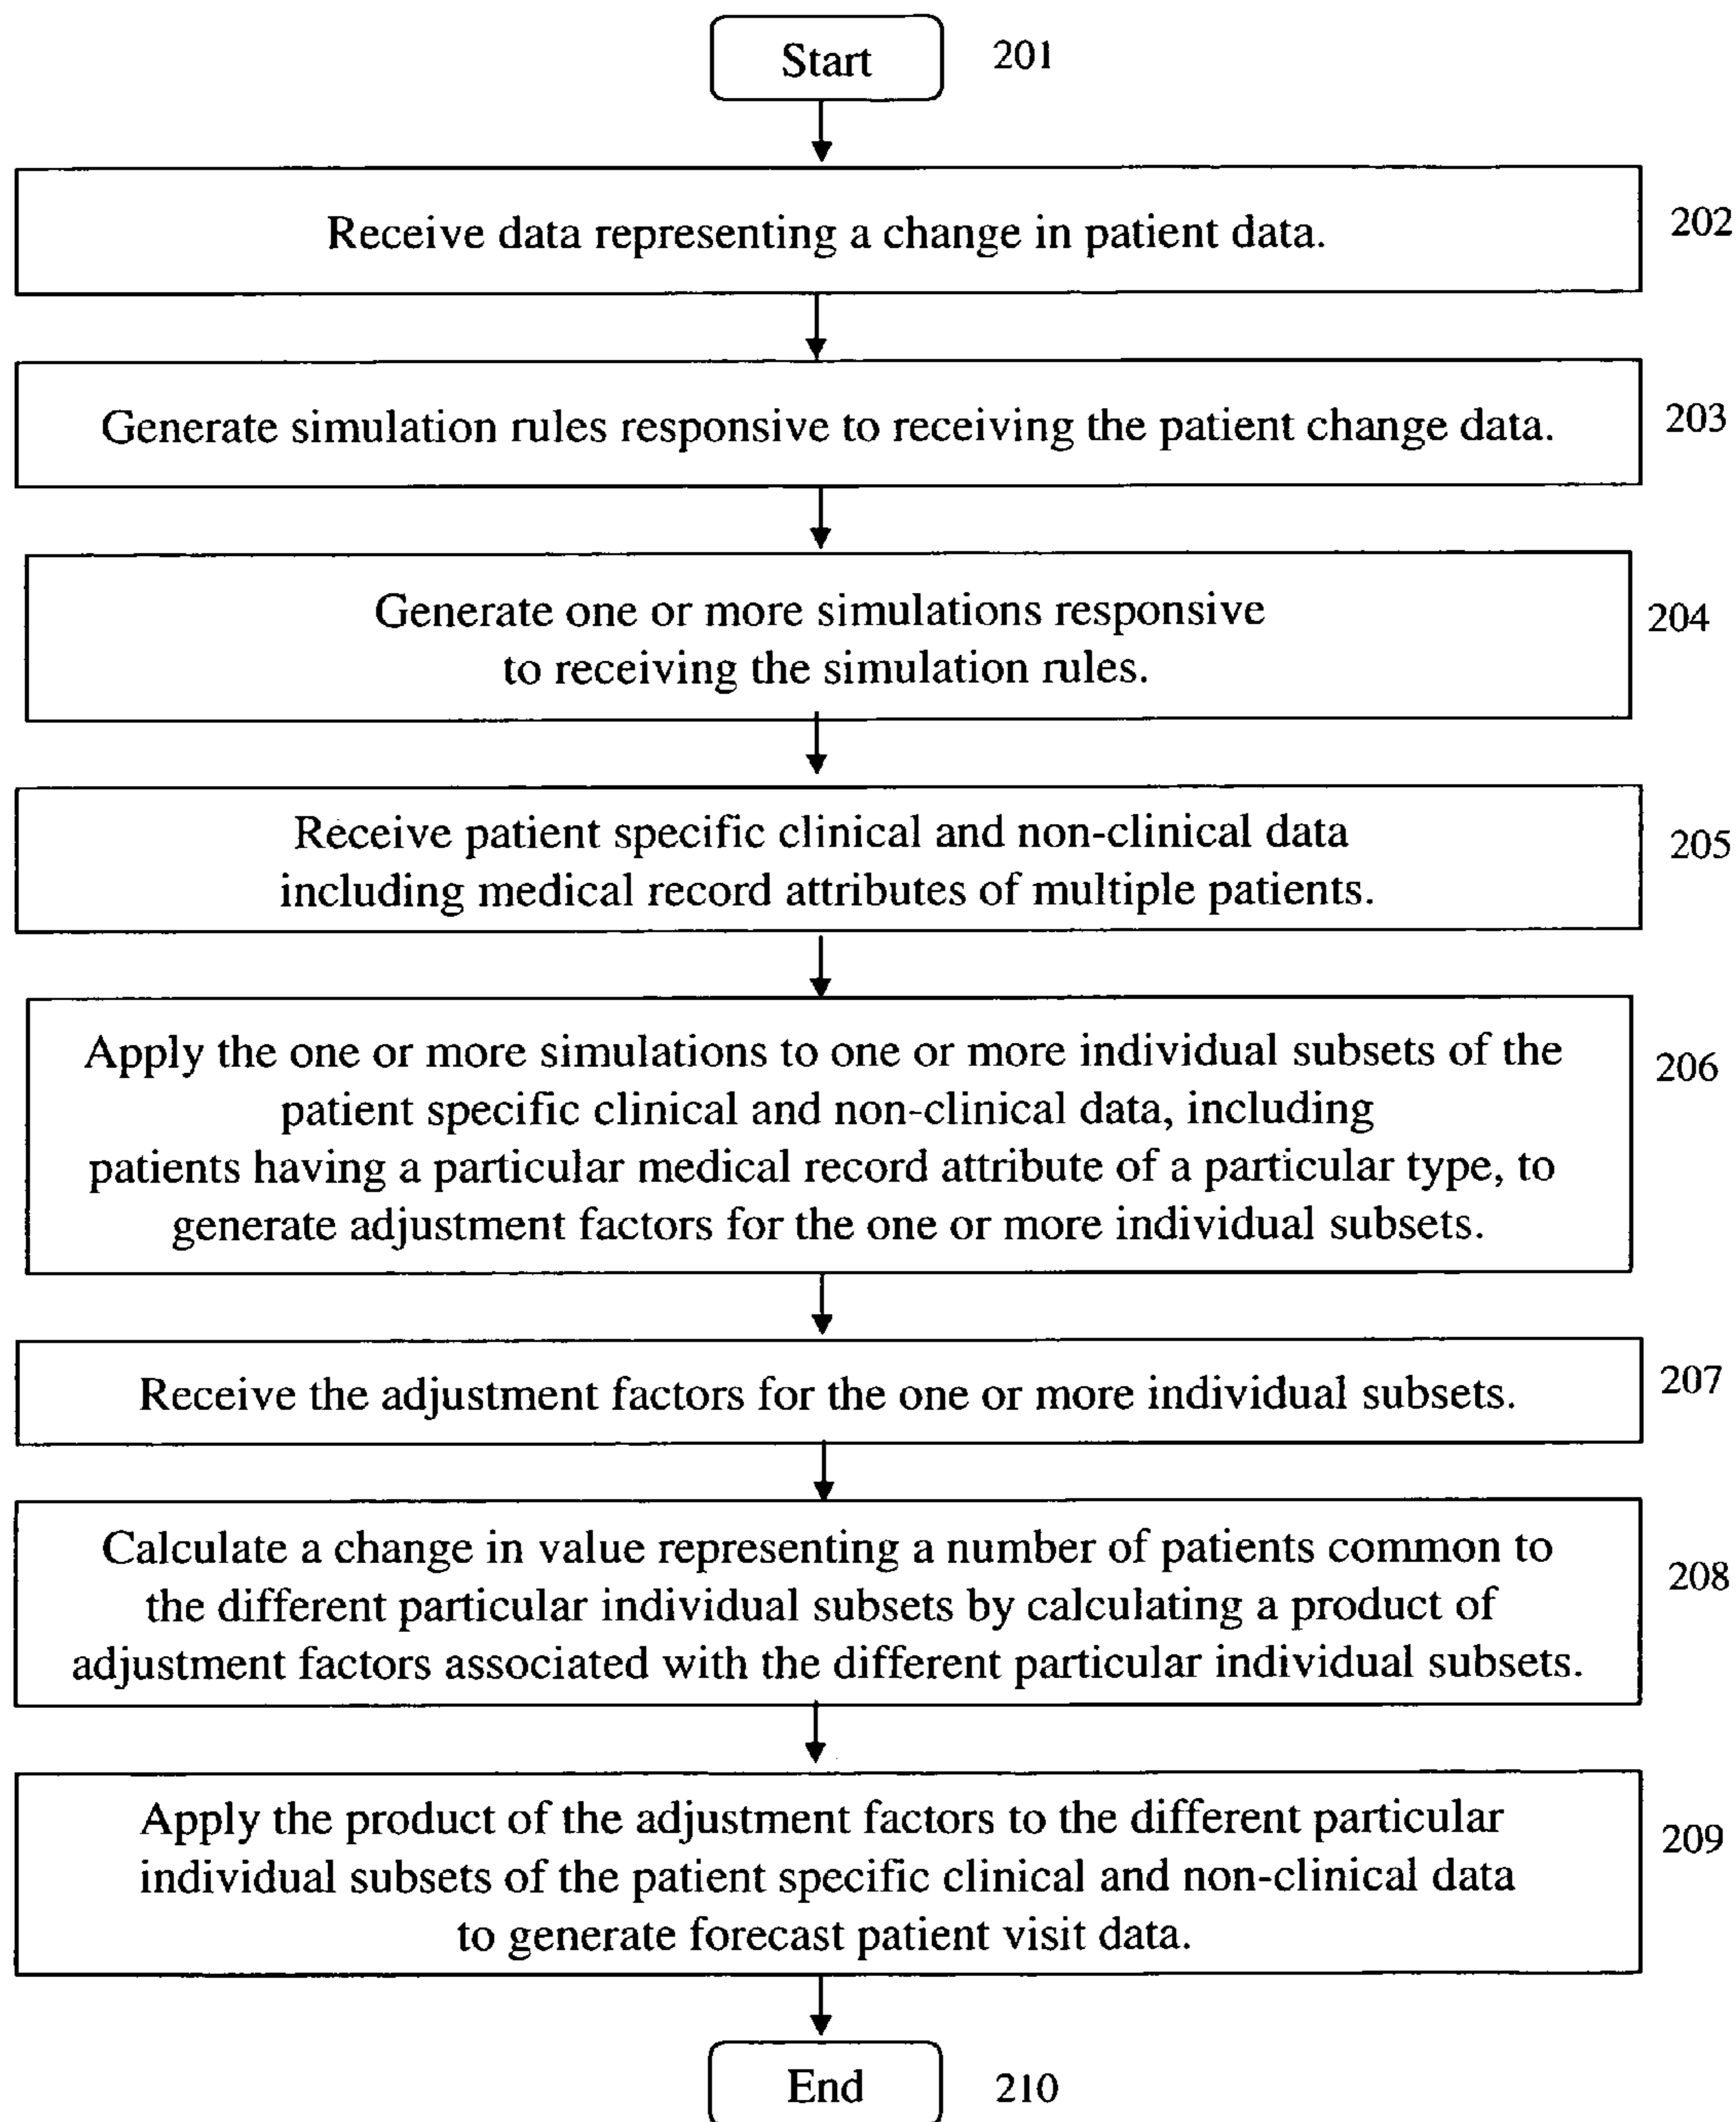 Start
201
Receive data representing a change in patient data.
202
Generate simulation rules responsive to receiving the patient change data.
203
Generate one or more simulations responsive
to receiving the simulation rules.
204
Receive patient specific clinical and non-clinical data
including medical record attributes of multiple patients.
205
Apply the one or more simulations to one or more individual subsets of the
patient specific clinical and non-clinical data, including
patients having a particular medical record attribute of a particular type, to
generate adjustment factors for the one or more individual subsets.
206
Receive the adjustment factors for the one or more individual subsets.
207
Calculate a change in value representing a number of patients common to
the different particular individual subsets by calculating a product of
adjustment factors associated with the different particular individual subsets.
208
Apply the product of the adjustment factors to the different particular
individual subsets of the patient specific clinical and non-clinical data
to generate forecast patient visit data.
209
End
210